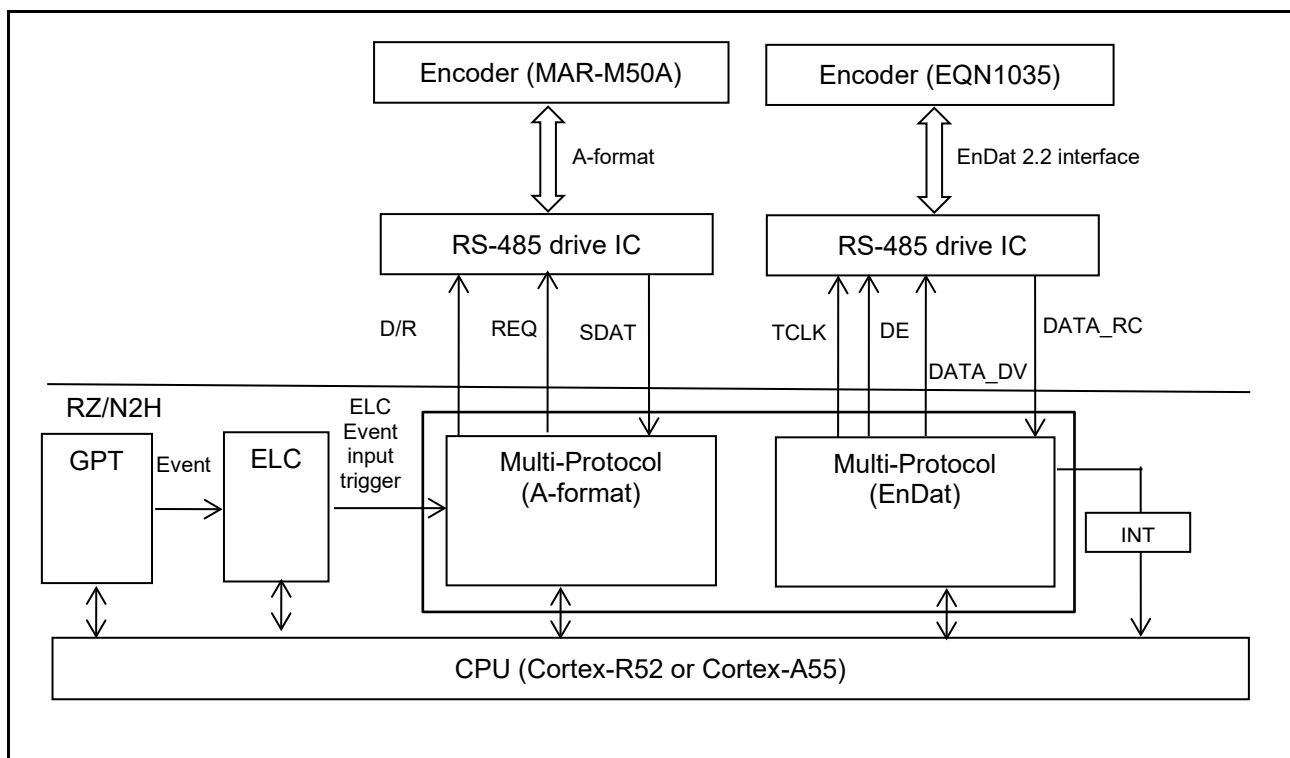 Encoder (MAR-M50A)
Encoder (EQN1035)
A-format
EnDat 2.2 interface
RS-485 drive IC
RS-485 drive IC
D/R
REQ
SDAT
TCLK
DE
DATA_DV
DATA_RC
RZ/N2H
GPT
Event
ELC
ELC
Event
input
trigger
Multi-Protocol
(A-format)
Multi-Protocol
(EnDat)
INT
CPU (Cortex-R52 or Cortex-A55)